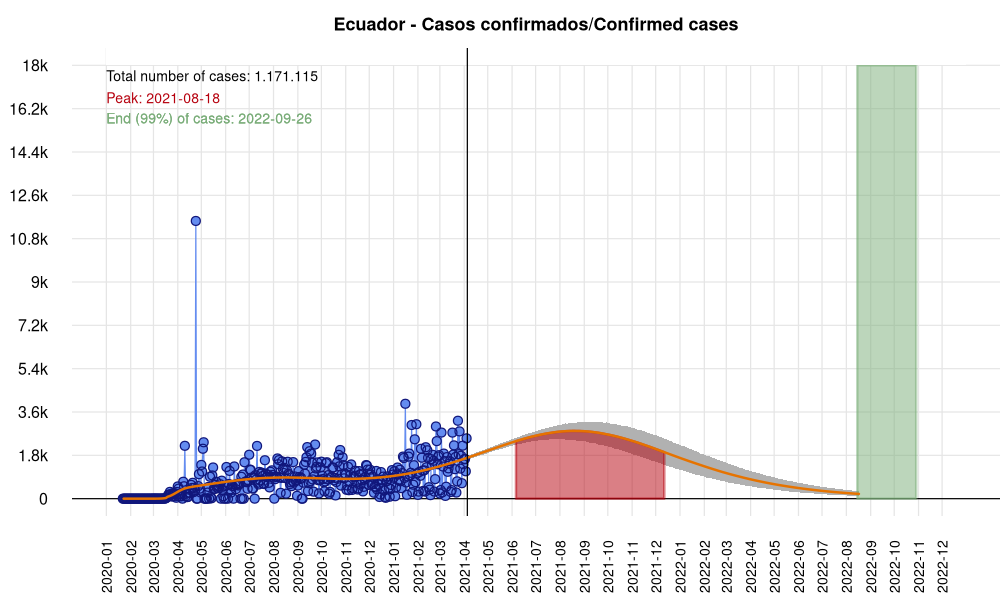 Ecuador - Casos confirmados/Confirmed cases
Total number of cases: 1.171.115
Peak: 2021-08-18
End (99%) of cases: 2022-09-26
18k
16.2k
14.4k
12.6k
10.8k
9k
7.2k
5.4k
3.6k
1.8k
0
2020-01
2020-02
2020-03
2020-04
2020-05
2020-06
2020-07
2020-08
2020-09
2020-10
2020-11
2020-12
2021-01
2021-02
2021-03
2021-04
2021-05
2021-06
2021-07
2021-08
2021-09
2021-10
2021-11
2021-12
2022-01
2022-02
2022-03
2022-04
2022-05
2022-06
2022-07
2022-08
2022-09
2022-10
2022-11
2022-12